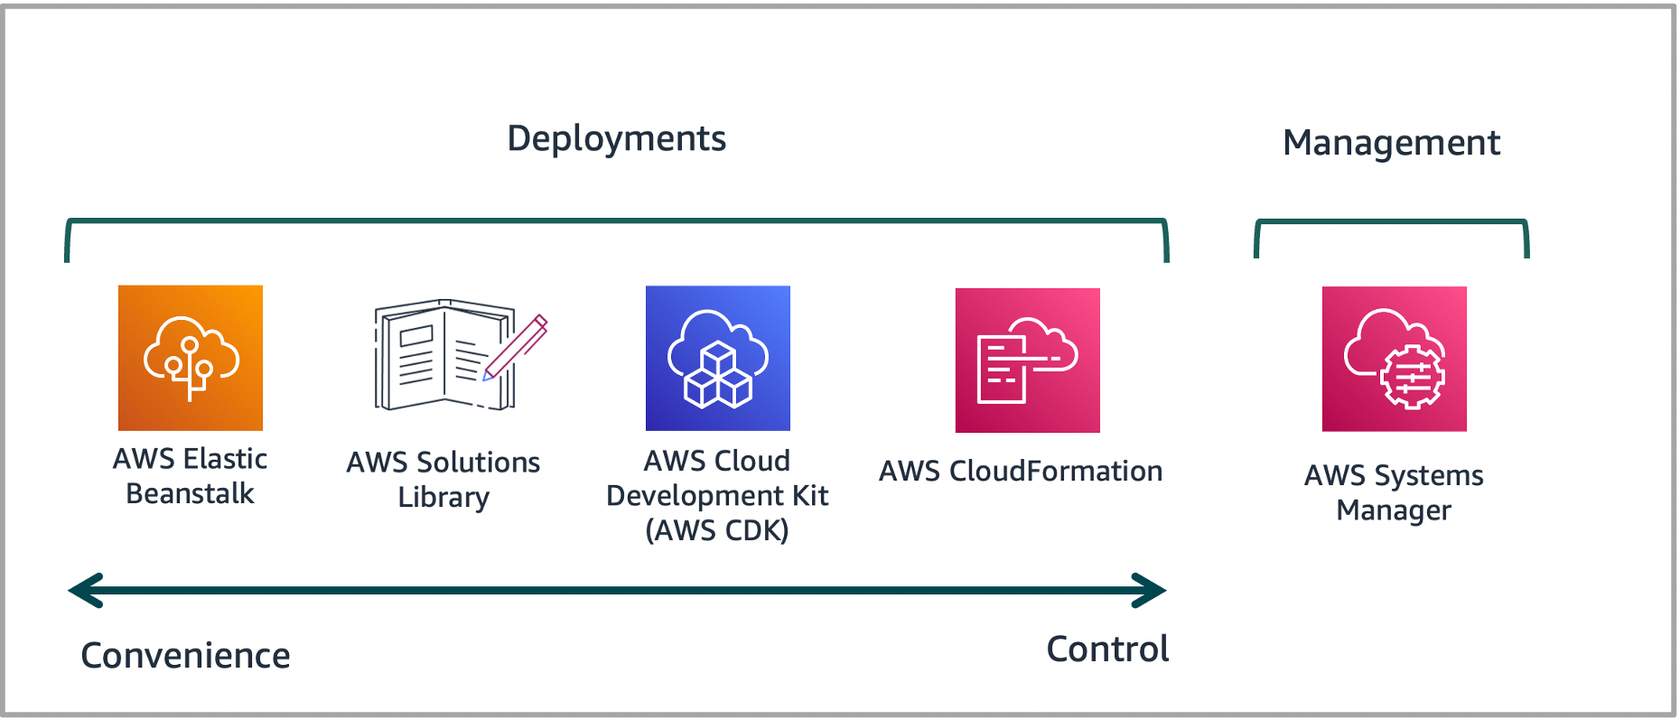 Deployments
Management
AWS Elastic
Beanstalk
AWS Solutions
Library
AWS Cloud
Development Kit
(AWS CDK)
AWS CloudFormation
AWS Systems
Manager
Convenience
Control